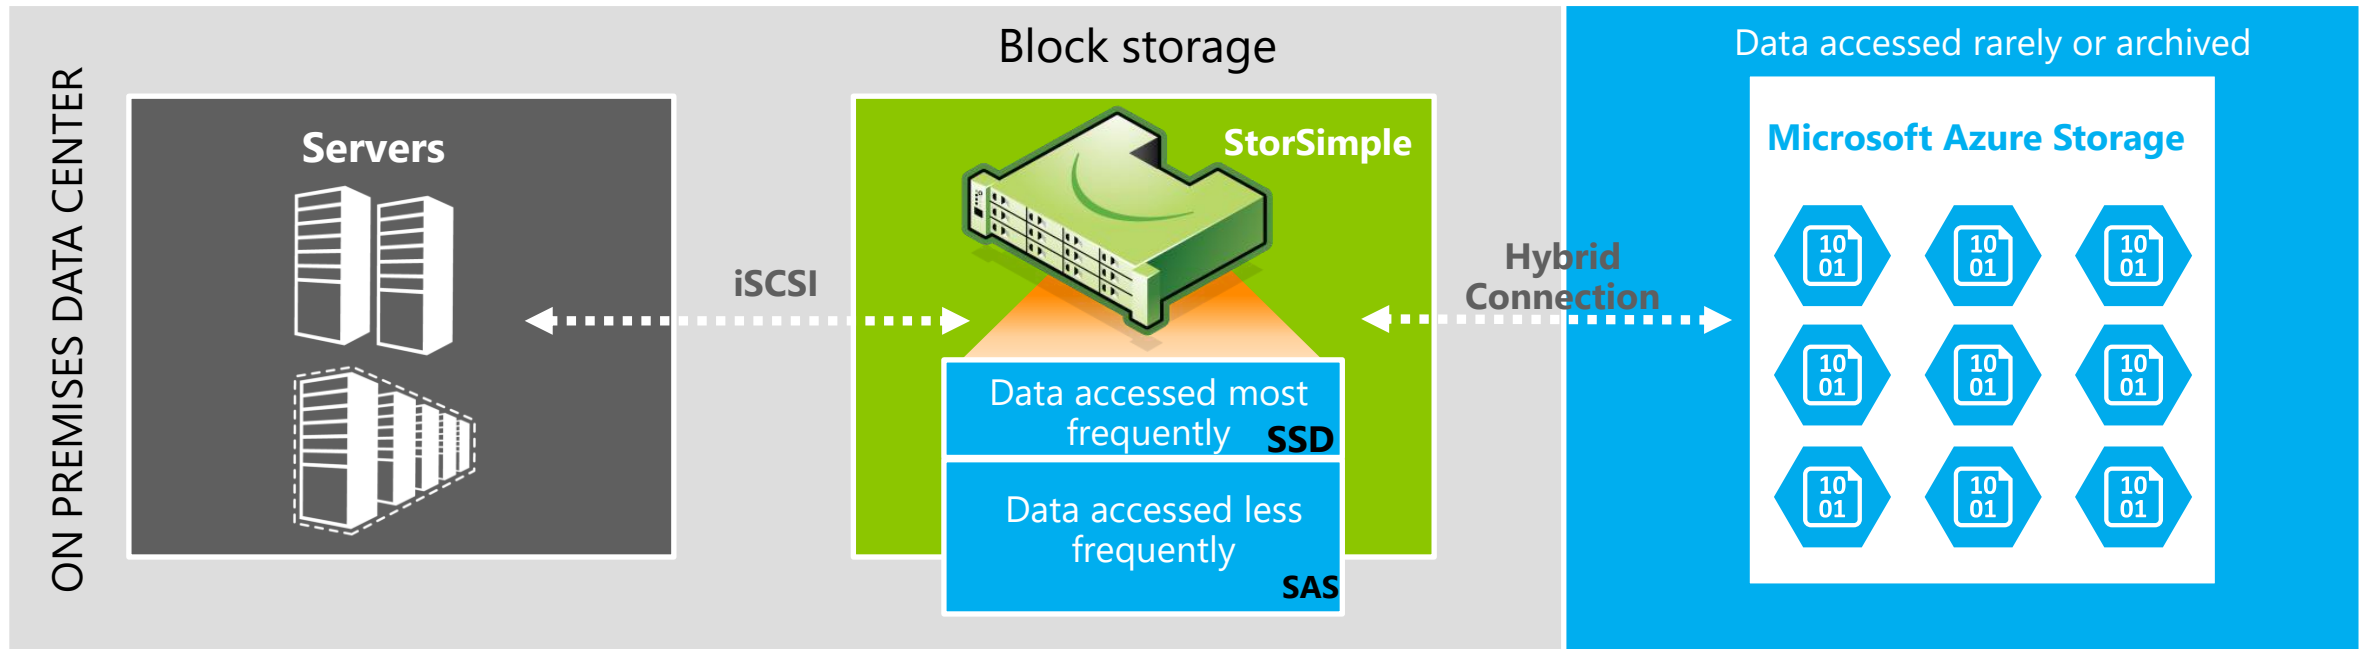 ON PREMISES DATA CENTER
Servers
iSCSI
Block storage
StorSimple
Data accessed most
frequently
SSD
Data accessed less
frequently
SAS
Hybrid
Connection
Data accessed rarely or archived
Microsoft Azure Storage
10
01
10
01
10
01
10
01
10
01
10
01
10
01
10
01
10
01